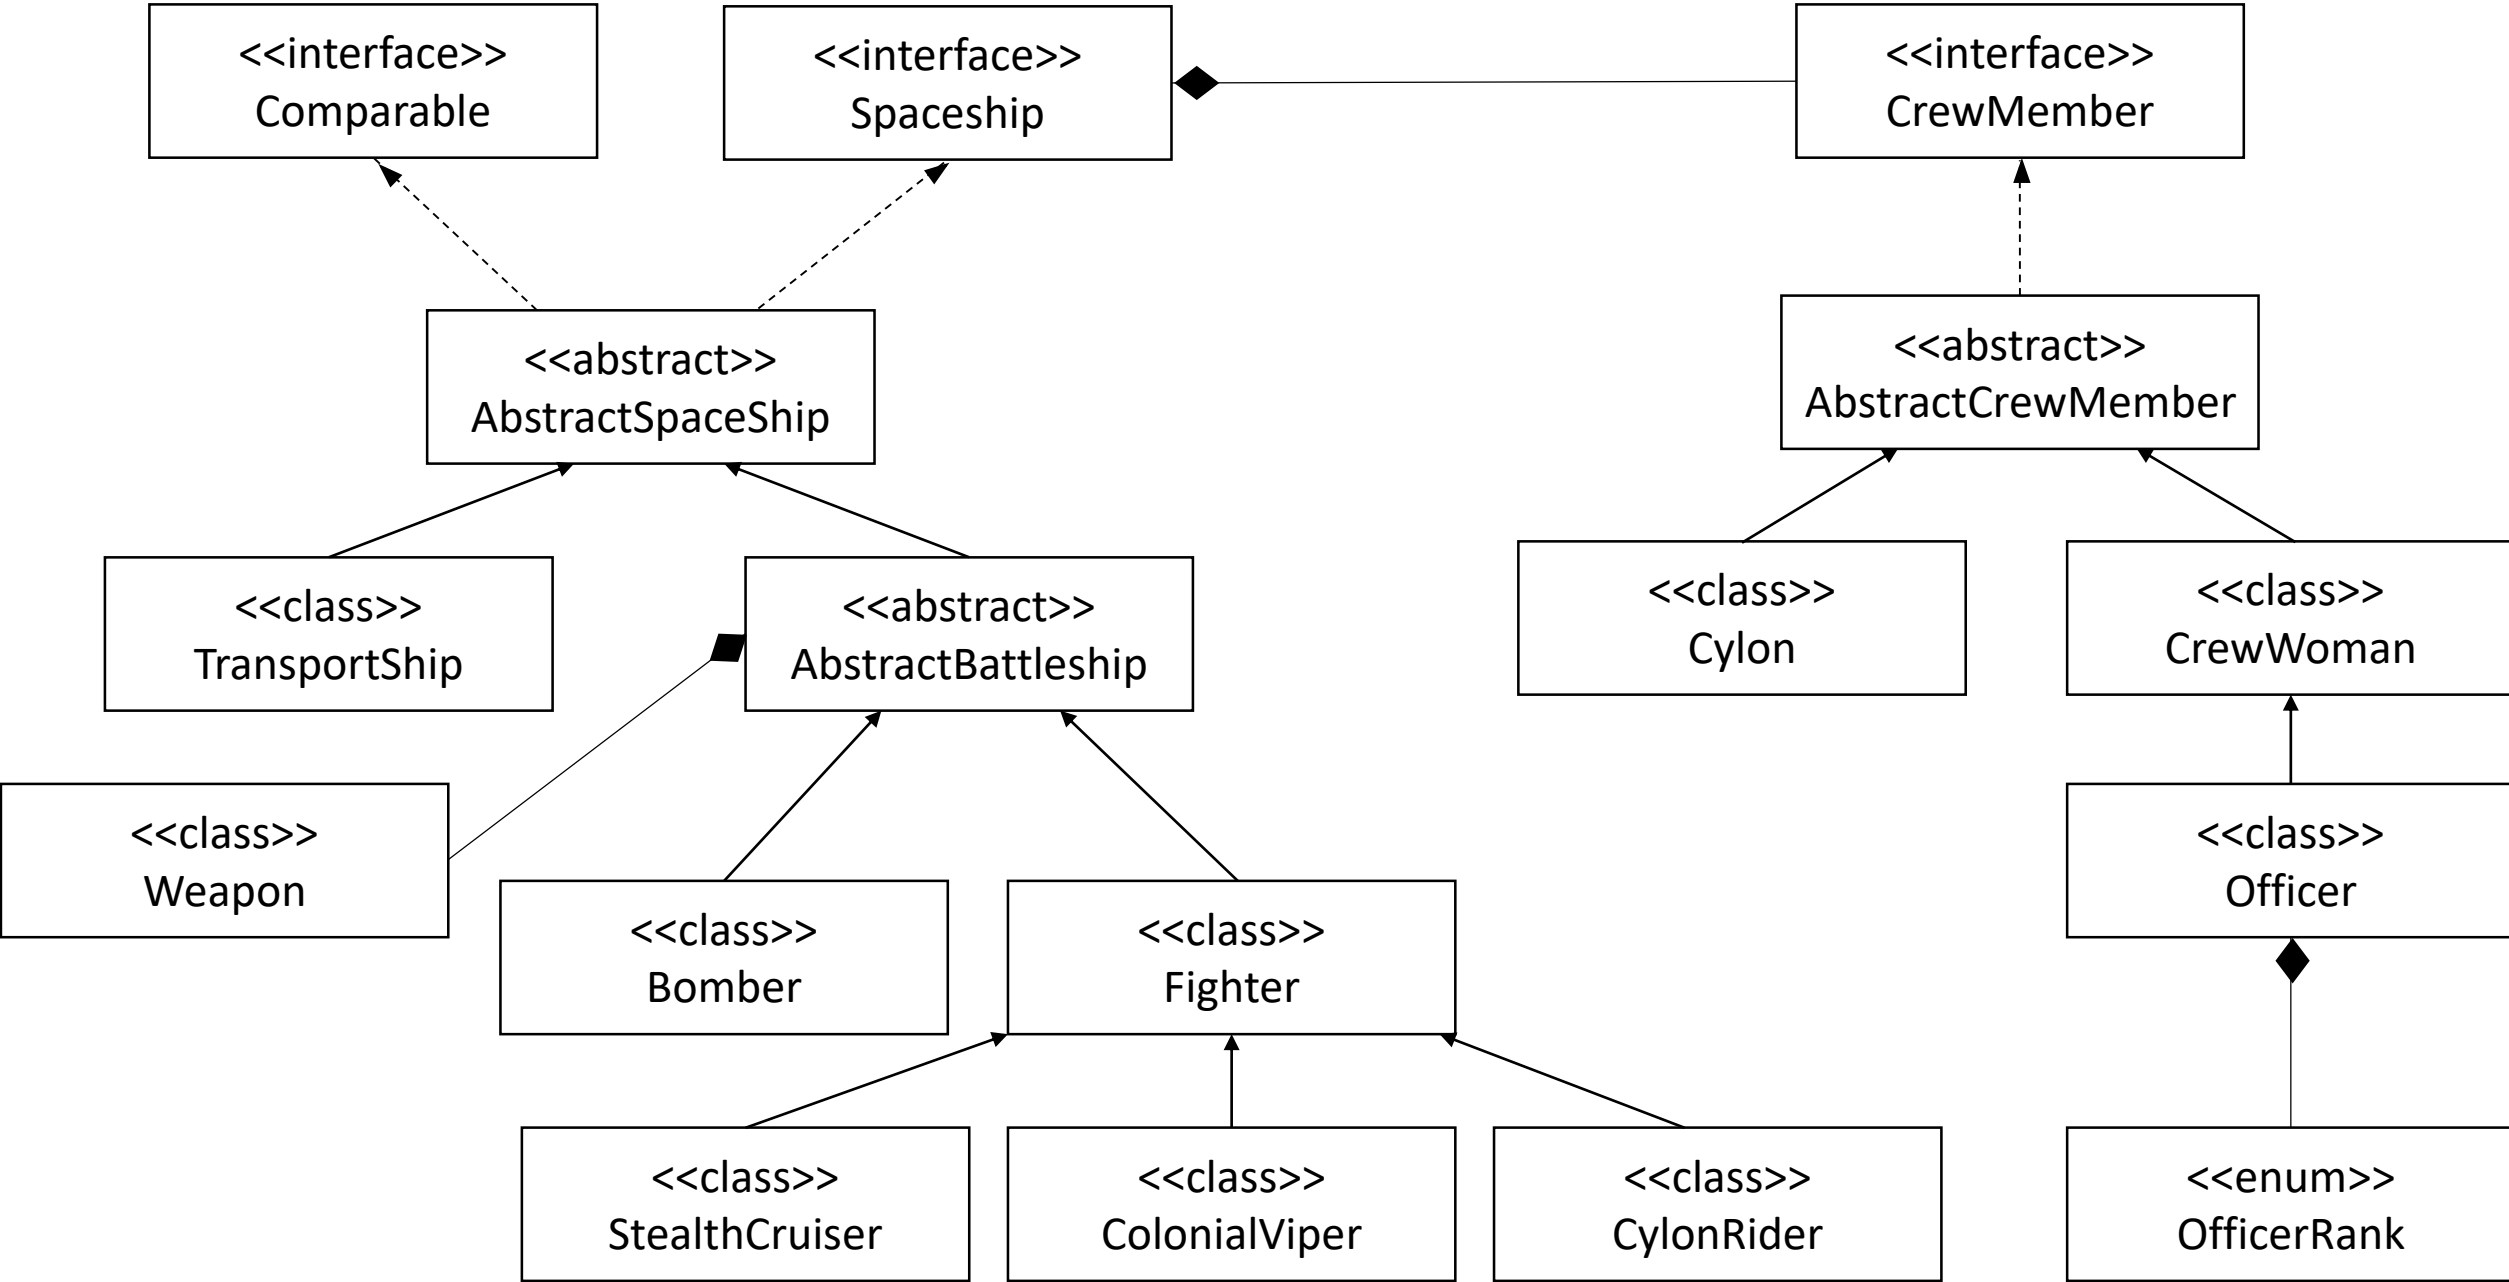 <<interface>>
Comparable
<<interface>>
Spaceship
<<interface>>
CrewMember
<<abstract>>
AbstractSpaceShip
<<abstract>>
AbstractCrewMember
<<class>>
TransportShip
<<abstract>>
AbstractBattleship
<<class>>
Cylon
<<class>>
CrewWoman
<<class>>
Weapon
<<class>>
Bomber
<<class>>
Fighter
<<class>>
Officer
<<class>>
StealthCruiser
<<class>>
ColonialViper
<<class>>
CylonRider
<<enum>>
OfficerRank